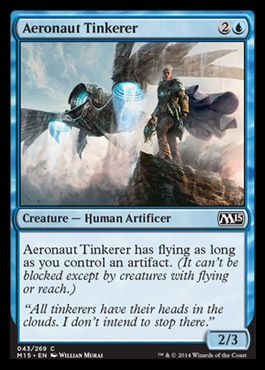 Aeronaut Tinkerer 2
Creature — Human Artificer M15
Aeronaut Tinkerer has flying as long
as you control an artifact. (It can't be
blocked except by creatures with flying
or reach.)
“All tinkerers have their heads in the
clouds. I don't intend to stop there.”
2/3
043/269 C
M15 • EN Willian Murai ™ & © 2014 Wizards of the Coast